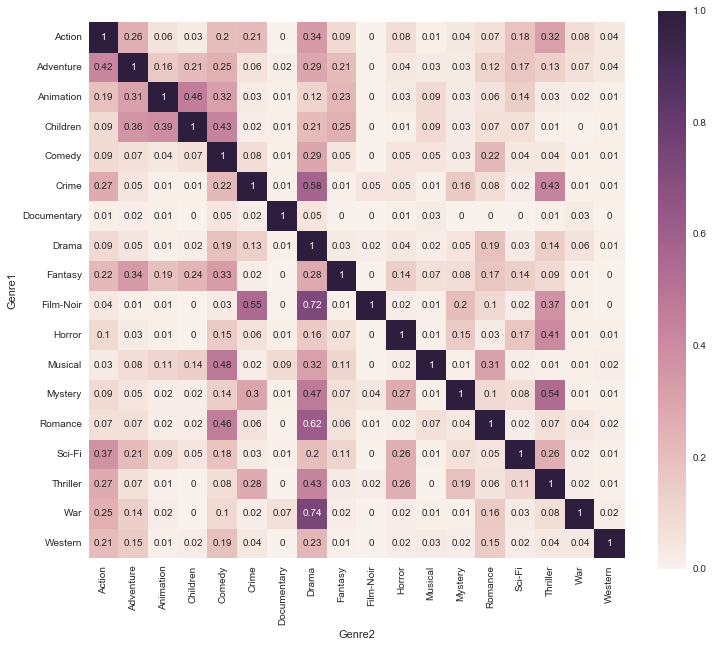 1.0
Action 1 0.26 0.06 0.03 0.2 0.21 0 0.34 0.09 0 0.08 0.01 0.04 0.07 0.18 0.32 0.08 0.04
Adventure 0.42 1 0.16 0.21 0.25 0.06 0.02 0.29 0.21 0 0.04 0.03 0.03 0.12 0.17 0.13 0.07 0.04
Animation 0.19 0.31 1 0.46 0.32 0.03 0.01 0.12 0.23 0 0.03 0.09 0.03 0.06 0.14 0.03 0.02 0.01
0.8
Children 0.09 0.36 0.39 1 0.43 0.02 0.01 0.21 0.25 0 0.01 0.09 0.03 0.07 0.07 0.01 0 0.01
Comedy 0.09 0.07 0.04 0.07 1 0.08 0.01 0.29 0.05 0 0.05 0.05 0.03 0.22 0.04 0.04 0.01 0.01
Crime 0.27 0.05 0.01 0.01 0.22 1 0.01 0.58 0.01 0.05 0.05 0.01 0.16 0.08 0.02 0.43 0.01 0.01
Documentary 0.01 0.02 0.01 0 0.05 0.02 1 0.05 0 0 0.01 0.03 0 0 0 0.01 0.03 0
0.6
Drama 0.09 0.05 0.01 0.02 0.19 0.13 0.01 1 0.03 0.02 0.04 0.02 0.05 0.19 0.03 0.14 0.06 0.01
Fantasy 0.22 0.34 0.19 0.24 0.33 0.02 0 0.28 1 0 0.14 0.07 0.08 0.17 0.14 0.09 0.01 0
Genre1
Film-Noir 0.04 0.01 0.01 0 0.03 0.55 0 0.72 0.01 1 0.02 0.01 0.2 0.1 0.02 0.37 0.01 0.01
Horror 0.1 0.03 0.01 0 0.15 0.06 0.01 0.16 0.07 0 1 0.01 0.15 0.03 0.17 0.41 0.01 0.01
0.4
Musical 0.03 0.08 0.11 0.14 0.48 0.02 0.09 0.32 0.11 0 0.02 1 0.01 0.31 0.02 0.01 0.01 0.02
Mystery 0.09 0.05 0.02 0.02 0.14 0.3 0 0.47 0.07 0.04 0.27 0.01 1 0.1 0.08 0.54 0.01 0.01
Romance 0.07 0.07 0.02 0.02 0.46 0.06 0 0.62 0.06 0.01 0.02 0.07 0.04 1 0.02 0.07 0.04 0.02
Sci-Fi 0.37 0.21 0.09 0.05 0.18 0.03 0.01 0.2 0.11 0 0.26 0.01 0.07 0.05 1 0.26 0.02 0.01
0.2
Thriller 0.27 0.07 0.01 0 0.08 0.28 0 0.43 0.03 0.02 0.26 0 0.19 0.06 0.11 1 0.02 0.01
War 0.25 0.14 0.02 0 0.1 0.02 0.07 0.74 0.02 0 0.02 0.01 0.01 0.16 0.03 0.08 1 0.02
Western 0.21 0.15 0.01 0.02 0.19 0.04 0 0.23 0.01 0 0.02 0.03 0.02 0.15 0.02 0.04 0.04 1
0.0
Action Adventure Animation Children Comedy Crime Documentary Drama Fantasy Film-Noir Horror Musical Mystery Romance Sci-Fi Thriller War Western
Genre2